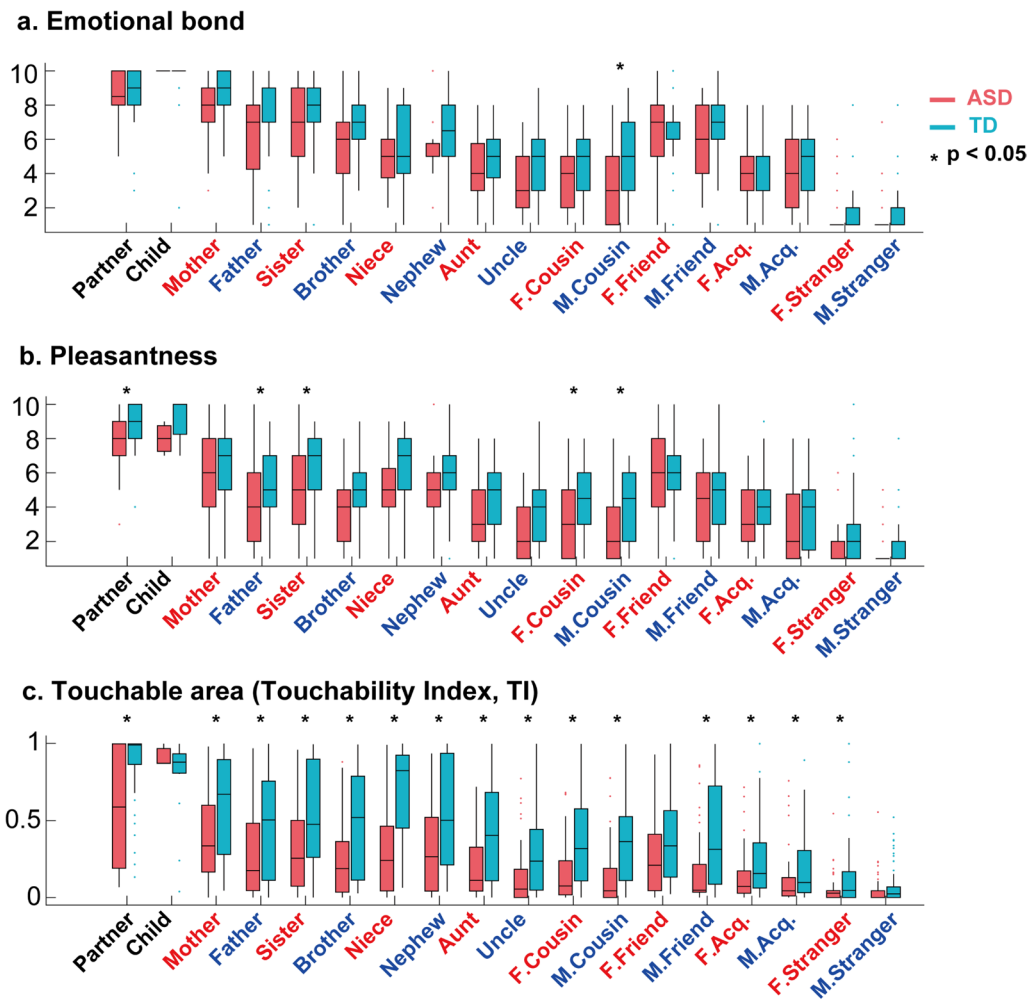 a. Emotional bond
*
10
8
6
4
2
ASD
TD
* p < 0.05
Partner
Child
Mother
Father
Sister
Brother
Niece
Nephew
Aunt
Uncle
F.Cousin
M.Cousin
F.Friend
M.Friend
F.Acq.
M.Acq.
F.Stranger
M.Stranger
b. Pleasantness
* * * * *
10
8
6
4
2
Partner
Child
Mother
Father
Sister
Brother
Niece
Nephew
Aunt
Uncle
F.Cousin
M.Cousin
F.Friend
M.Friend
F.Acq.
M.Acq.
F.Stranger
M.Stranger
c. Touchable area (Touchability Index, TI)
* * * * * * * * * * * * * * *
1
0.5
0
Partner
Child
Mother
Father
Sister
Brother
Niece
Nephew
Aunt
Uncle
F.Cousin
M.Cousin
F.Friend
M.Friend
F.Acq.
M.Acq.
F.Stranger
M.Stranger